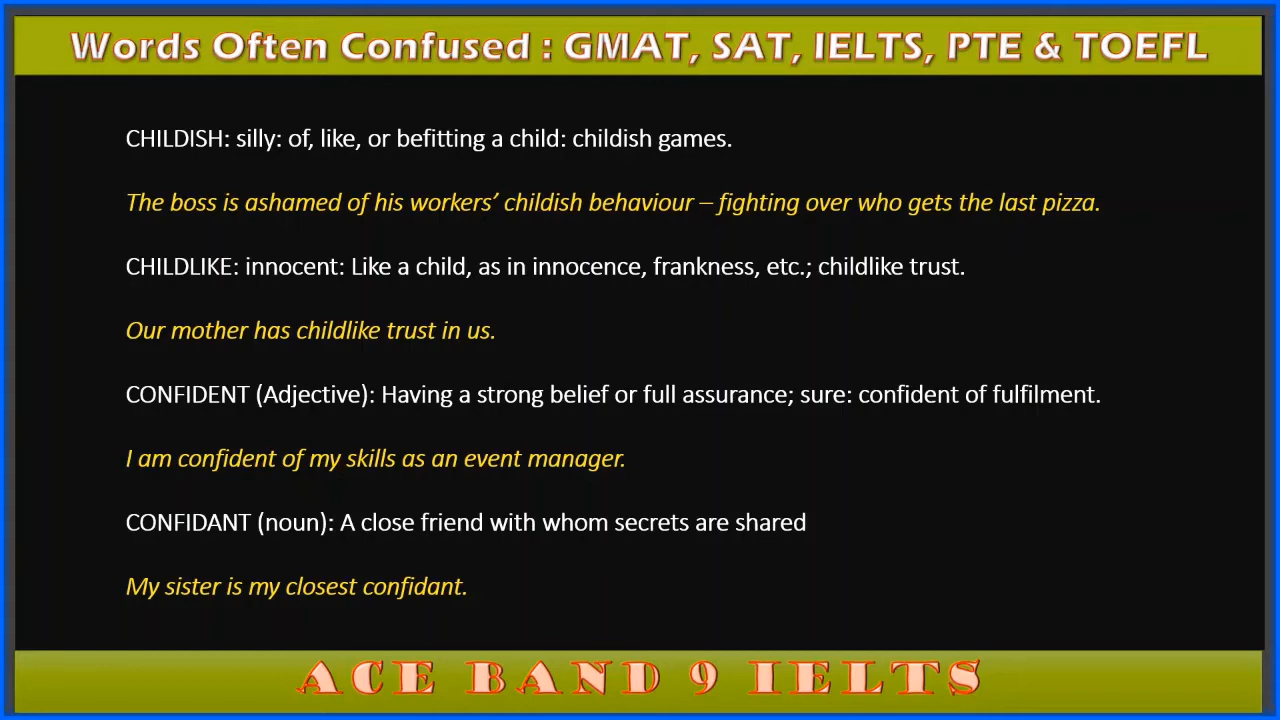 Words Often Confused : GMAT, SAT, IELTS, PTE & TOEFL
CHILDISH: silly: of, like, or befitting a child: childish games.
The boss is ashamed of his workers’ childish behaviour – fighting over who gets the last pizza.
CHILDLIKE: innocent: Like a child, as in innocence, frankness, etc.; childlike trust.
Our mother has childlike trust in us.
CONFIDENT (Adjective): Having a strong belief or full assurance; sure: confident of fulfilment.
I am confident of my skills as an event manager.
CONFIDANT (noun): A close friend with whom secrets are shared
My sister is my closest confidant.
ACE BAND 9 IELTS